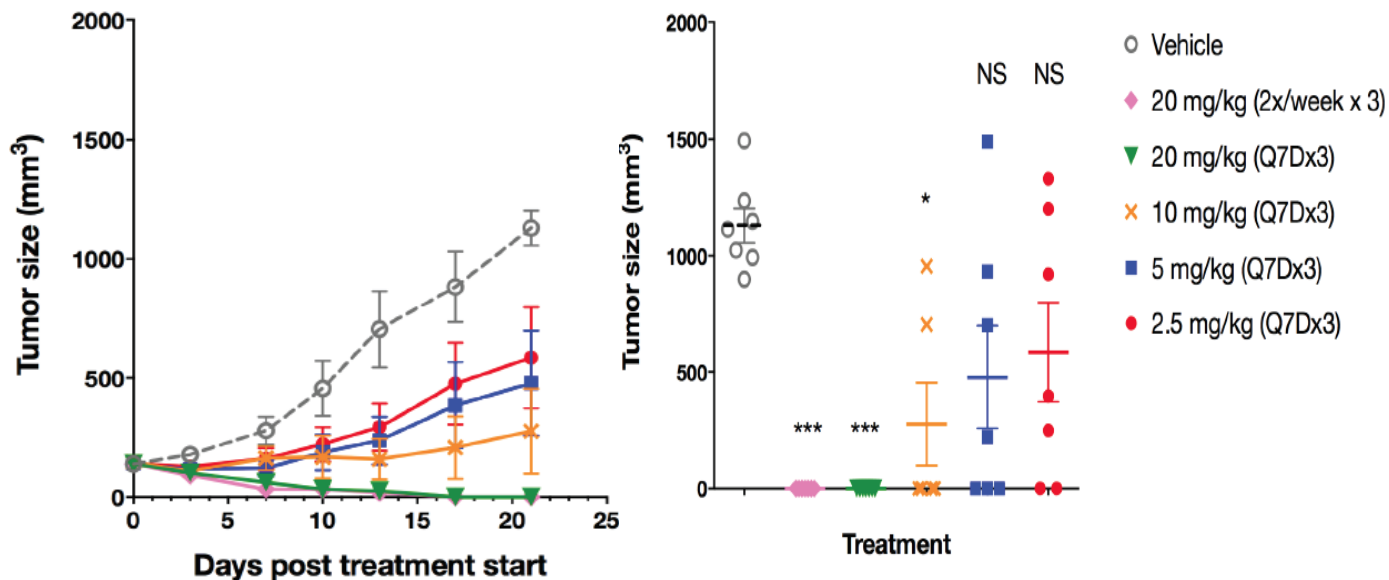 2000
1500
1000
500
0
Tumor size (mm³)
0 5 10 15 20 25
Days post treatment start
2000
1500
1000
500
0
Tumor size (mm³)
NS NS
*
*** ***
Treatment
Vehicle
20 mg/kg (2x/week x 3)
20 mg/kg (Q7Dx3)
10 mg/kg (Q7Dx3)
5 mg/kg (Q7Dx3)
2.5 mg/kg (Q7Dx3)